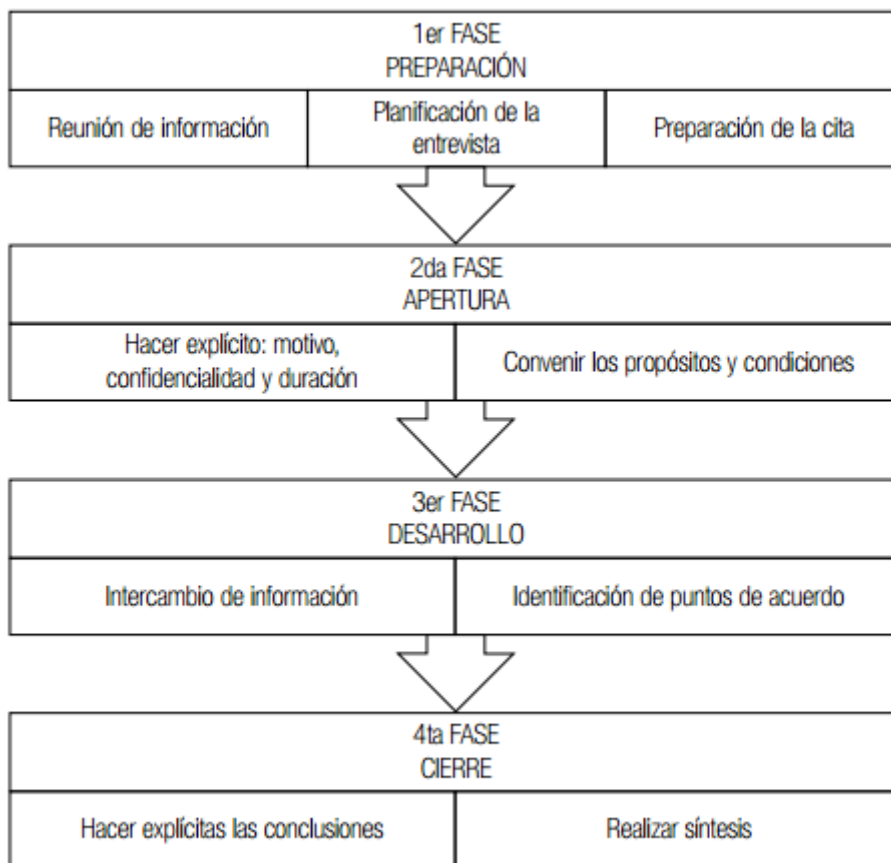 1er FASE
PREPARACIÓN
Reunión de información
Planificación de la
entrevista
Preparación de la cita
2da FASE
APERTURA
Hacer explícito: motivo,
confidencialidad y duración
Convenir los propósitos y condiciones
3er FASE
DESARROLLO
Intercambio de información
Identificación de puntos de acuerdo
4ta FASE
CIERRE
Hacer explícitas las conclusiones
Realizar síntesis